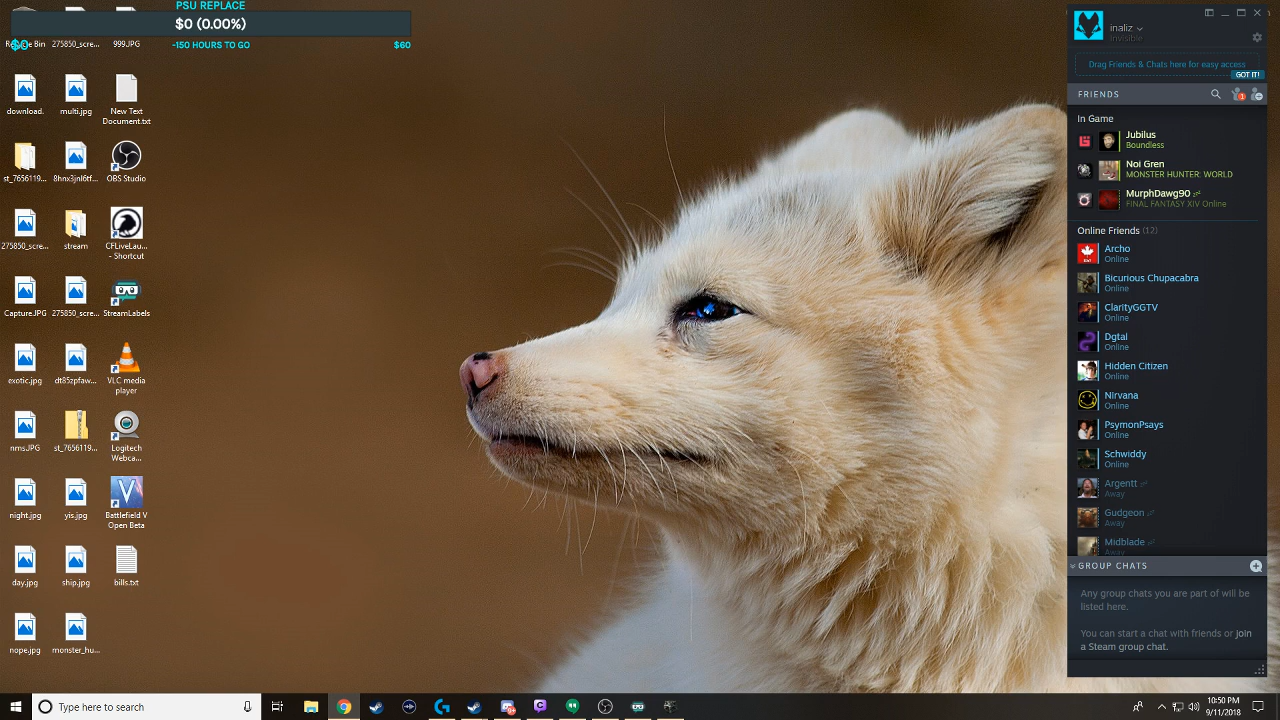 PSU REPLACE
$0 (0.00%)
$0
-150 HOURS TO GO
$60
275850_scre...
999.JPG
download.
multi.jpg
New Text
Document.txt
st_7656119...
8hnx3jnl6tf...
OBS Studio
275850_scre...
stream
CFLiveLau...
- Shortcut
Capture.JPG
275850_scre...
StreamLabels
exotic.jpg
dt85zpfaw...
VLC media
player
nmsJPG
st_7656119...
Logitech
Webca...
night.jpg
yis.jpg
Battlefield V
Open Beta
day.jpg
ship.jpg
bills.txt
nope.jpg
monster_hu...
inaliz
Invisible
Drag Friends & Chats here for easy access
GOT IT!
FRIENDS
1
In Game
Jubilus
Boundless
Noi Gren
MONSTER HUNTER: WORLD
MurphDawg90
FINAL FANTASY XIV Online
Online Friends (12)
Archo
Online
Bicurious Chupacabra
Online
ClarityGGTV
Online
Dgtal
Online
Hidden Citizen
Online
Nirvana
Online
PsymonPsays
Online
Schwiddy
Online
Argentt
Away
Gudgeon
Away
Midblade
Away
GROUP CHATS
Any group chats you are part of will be
listed here.
You can start a chat with friends or join
a Steam group chat.
Type here to search
10:50 PM
9/11/2018